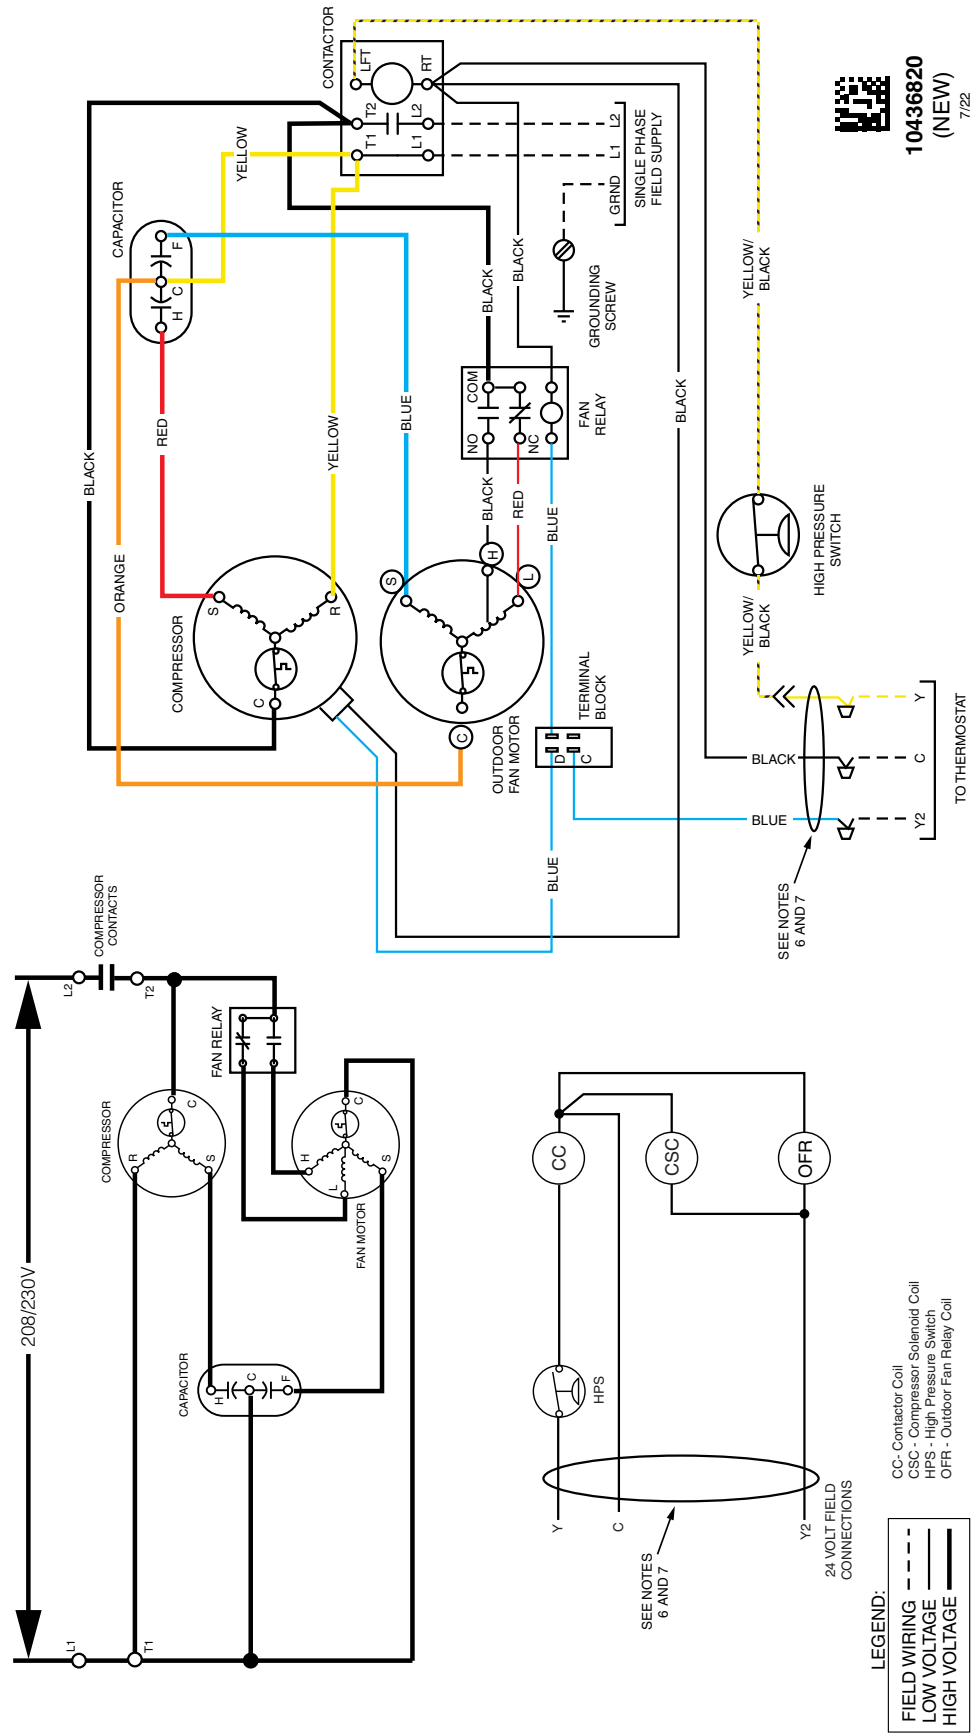 CONTACTOR
LFT
RT
T2
L2
T1
L1
CAPACITOR
F
C
H
YELLOW
BLACK
RED
ORANGE
YELLOW
BLUE
BLACK
BLACK
BLACK
L2
L1
GRND
SINGLE PHASE
FIELD SUPPLY
GROUNDING
SCREW
COM
NO
NC
FAN
RELAY
BLACK
RED
BLUE
COMPRESSOR
S
R
C
OUTDOOR
FAN MOTOR
S
H
L
C
TERMINAL
BLOCK
D
C
YELLOW/
BLACK
HIGH PRESSURE
SWITCH
YELLOW/
BLACK
BLACK
BLUE
BLUE
SEE NOTES
6 AND 7
Y
C
Y2
TO THERMOSTAT
10436820
(NEW)
7/22
208/230V
L2
COMPRESSOR
CONTACTS
T2
FAN RELAY
COMPRESSOR
R
S
C
FAN MOTOR
H
L
S
C
CAPACITOR
H
C
F
L1
T1
CC
CSC
OFR
HPS
Y
C
Y2
SEE NOTES
6 AND 7
24 VOLT FIELD
CONNECTIONS
CC- Contactor Coil
CSC - Compressor Solenoid Coil
HPS - High Pressure Switch
OFR - Outdoor Fan Relay Coil
LEGEND:
FIELD WIRING
LOW VOLTAGE
HIGH VOLTAGE